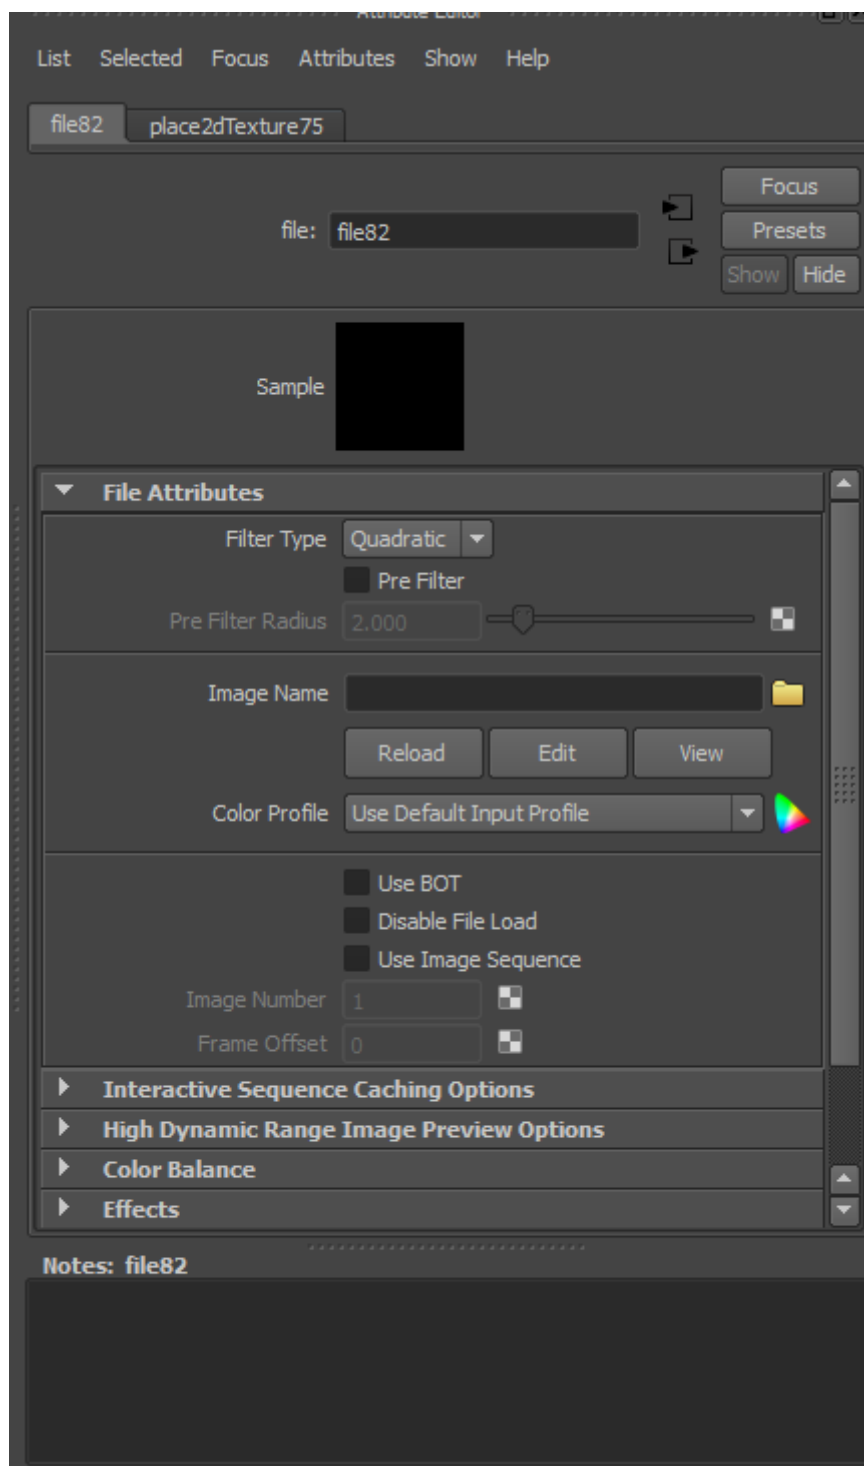 Attribute Editor
List Selected Focus Attributes Show Help
file82 place2dTexture75
Focus
file: file82
Presets
Show Hide
Sample
File Attributes
Filter Type Quadratic
Pre Filter
Pre Filter Radius 2.000
Image Name
Reload Edit View
Color Profile Use Default Input Profile
Use BOT
Disable File Load
Use Image Sequence
Image Number 1
Frame Offset 0
Interactive Sequence Caching Options
High Dynamic Range Image Preview Options
Color Balance
Effects
Notes: file82